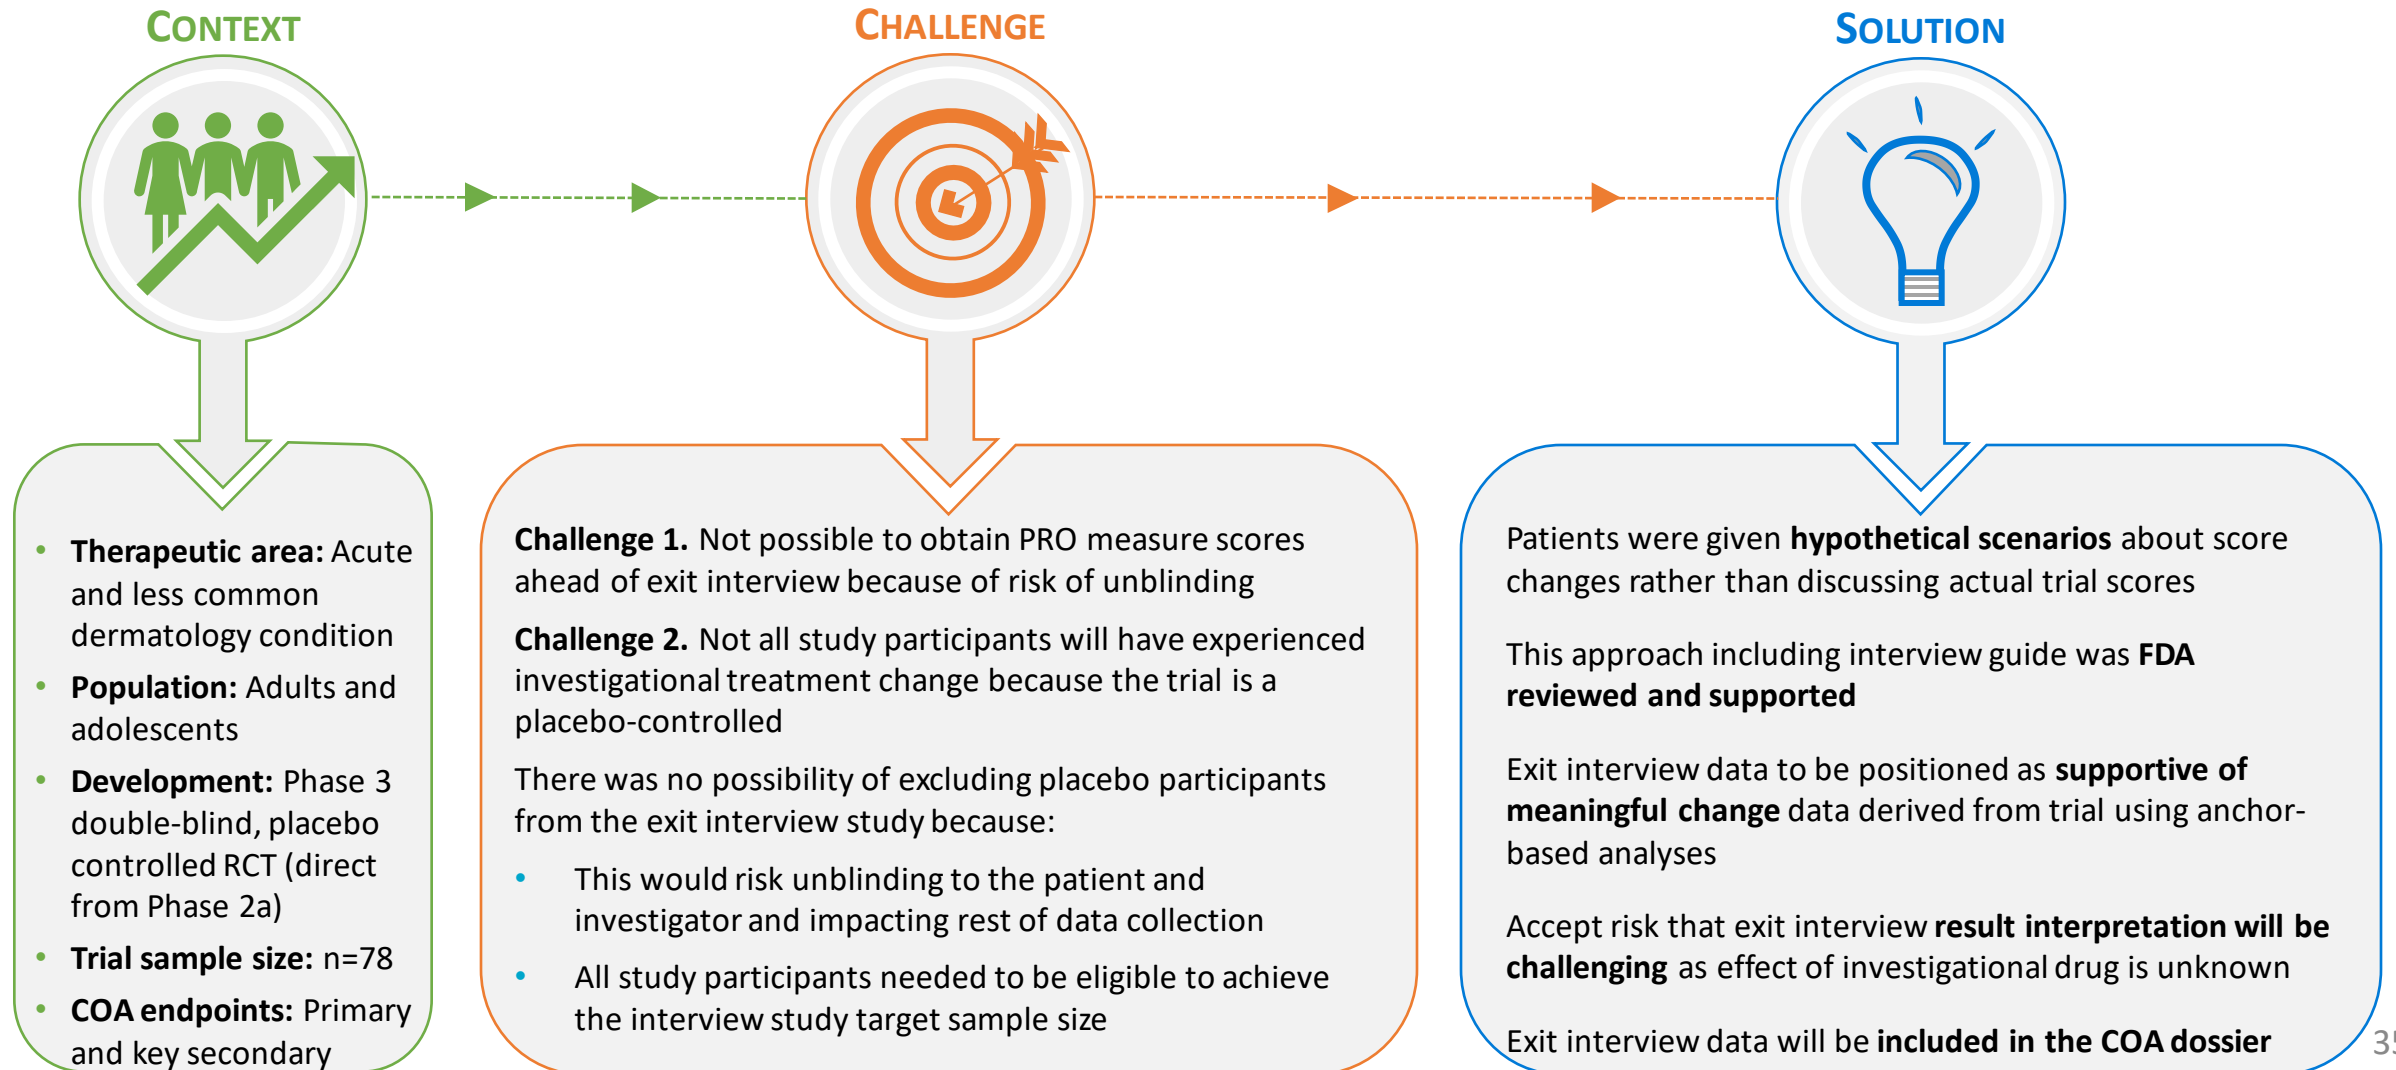 CONTEXT
• Therapeutic area: Acute
and less common
dermatology condition
• Population: Adults and
adolescents
• Development: Phase 3
double-blind, placebo
controlled RCT (direct
from Phase 2a)
• Trial sample size: n=78
• COA endpoints: Primary
and key secondary
CHALLENGE
Challenge 1. Not possible to obtain PRO measure scores
ahead of exit interview because of risk of unblinding
Challenge 2. Not all study participants will have experienced
investigational treatment change because the trial is a
placebo-controlled
There was no possibility of excluding placebo participants
from the exit interview study because:
• This would risk unblinding to the patient and
investigator and impacting rest of data collection
• All study participants needed to be eligible to achieve
the interview study target sample size
SOLUTION
Patients were given hypothetical scenarios about score
changes rather than discussing actual trial scores
This approach including interview guide was FDA
reviewed and supported
Exit interview data to be positioned as supportive of
meaningful change data derived from trial using anchor-
based analyses
Accept risk that exit interview result interpretation will be
challenging as effect of investigational drug is unknown
Exit interview data will be included in the COA dossier
35